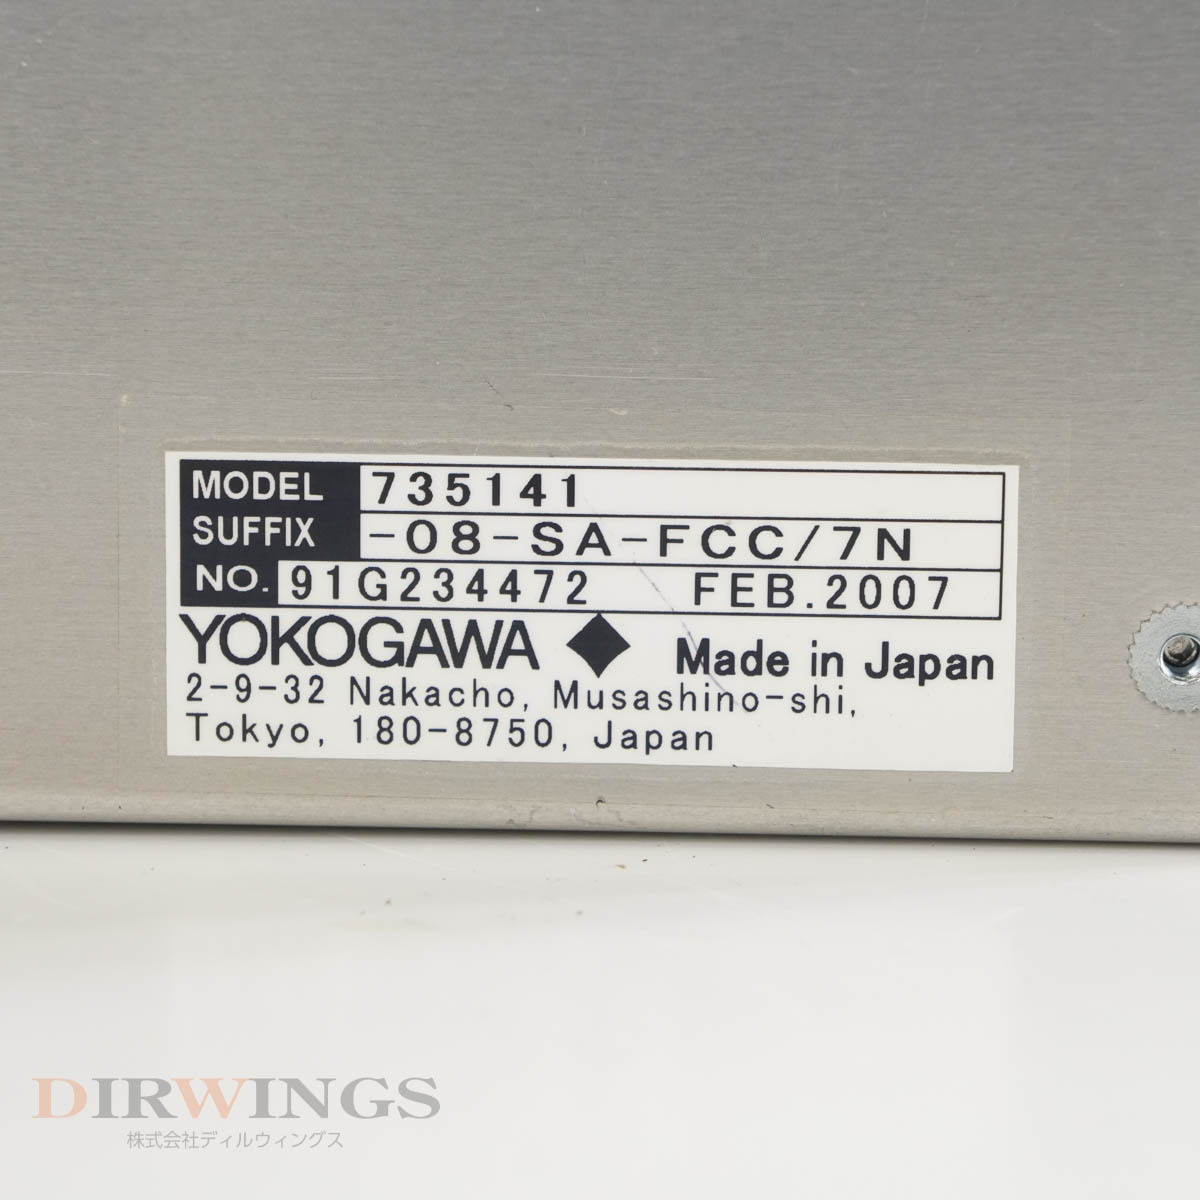 MODEL 735141
SUFFIX -08-SA-FCC/7N
NO. 91G234472 FEB.2007
YOKOGAWA Made in Japan
2-9-32 Nakacho, Musashino-shi,
Tokyo, 180-8750, Japan
DIRWINGS
株式会社ディルウィングス